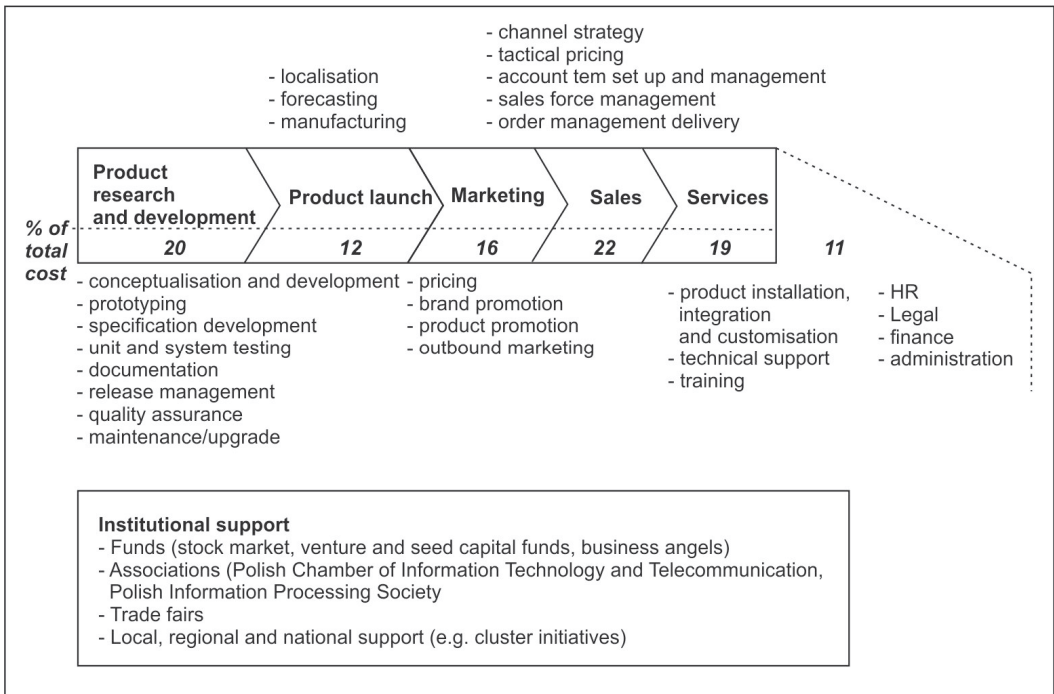 - channel strategy
- tactical pricing
- account tem set up and management
- sales force management
- order management delivery
- localisation
- forecasting
- manufacturing
Product
research
and development
Product launch
Marketing
Sales
Services
% of
total
cost
20
12
16
22
19
11
- conceptualisation and development
- prototyping
- specification development
- unit and system testing
- documentation
- release management
- quality assurance
- maintenance/upgrade
- pricing
- brand promotion
- product promotion
- outbound marketing
- product installation,
integration
and customisation
- technical support
- training
- HR
- Legal
- finance
- administration
Institutional support
- Funds (stock market, venture and seed capital funds, business angels)
- Associations (Polish Chamber of Information Technology and Telecommunication,
Polish Information Processing Society
- Trade fairs
- Local, regional and national support (e.g. cluster initiatives)